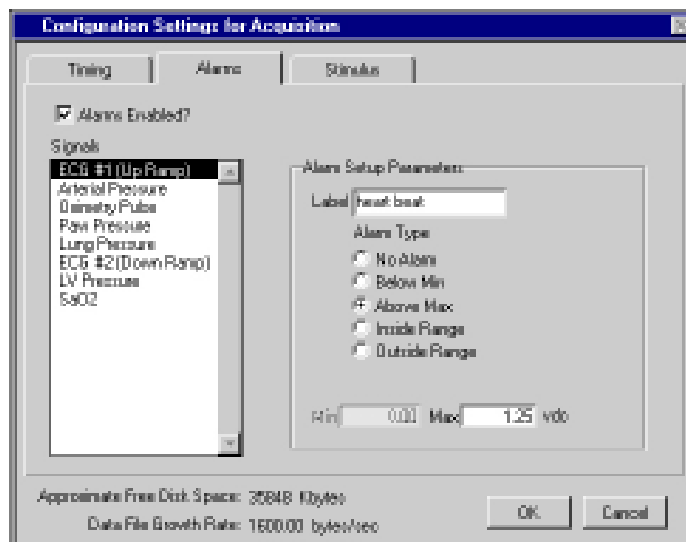 Configuration Settings for Acquisition
Timing
Alarms
Stimulus
Alarms Enabled?
Signals
ECG #1(Up Ramp)
Arterial Pressure
Oximetry Pulse
Paw Pressure
Lung Pressure
ECG #2(Down Ramp)
LV Pressure
SaO2
Alarm Setup Parameters
Label heart beat
Alarm Type
No Alarm
Below Min
Above Max
Inside Range
Outside Range
Min 0.00 Max 1.25 vdc
Approximate Free Disk Space: 35848 Kbytes
Data File Growth Rate: 1600.00 bytes/sec
OK
Cancel